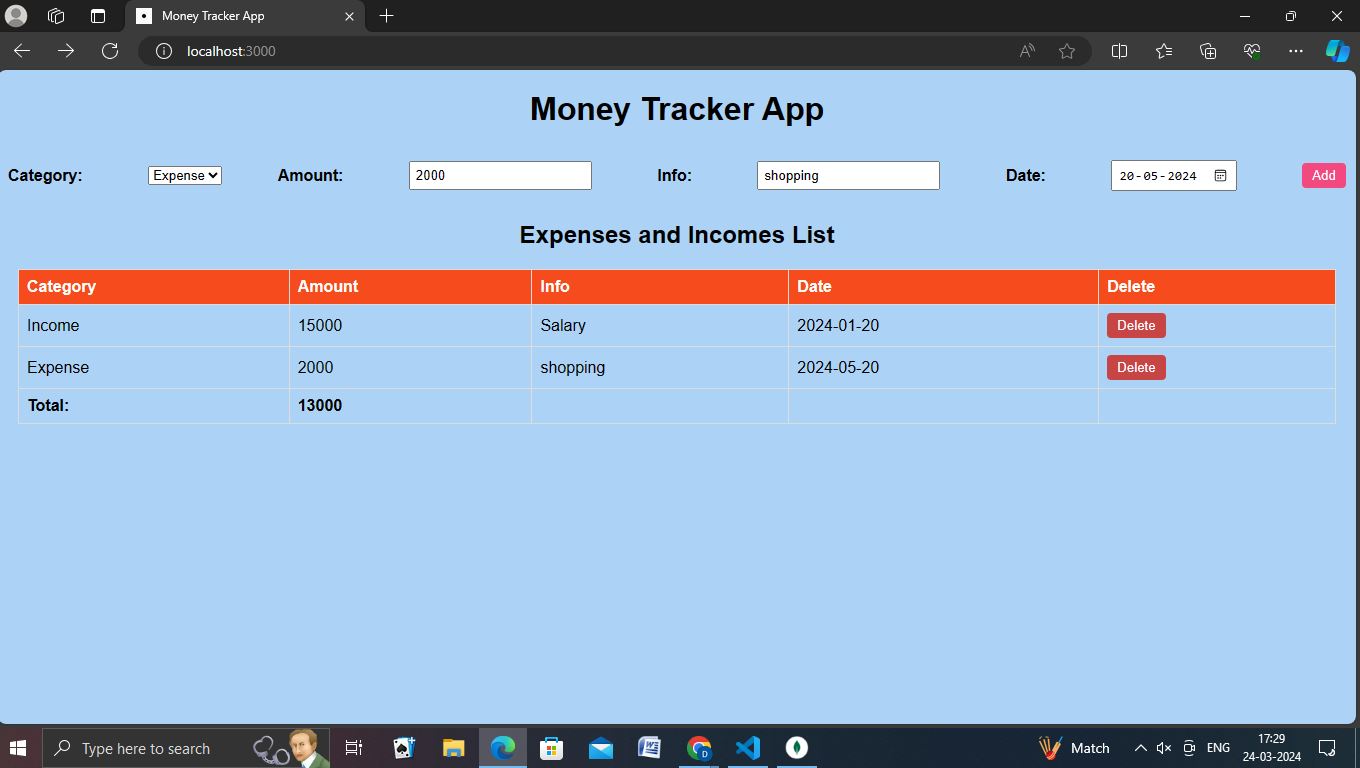 Money Tracker App
localhost:3000
Money Tracker App
Category: Expense Amount: 2000 Info: shopping Date: 20-05-2024 Add
Expenses and Incomes List
Category Amount Info Date Delete
Income 15000 Salary 2024-01-20 Delete
Expense 2000 shopping 2024-05-20 Delete
Total: 13000
Type here to search Match ENG 17:29
24-03-2024